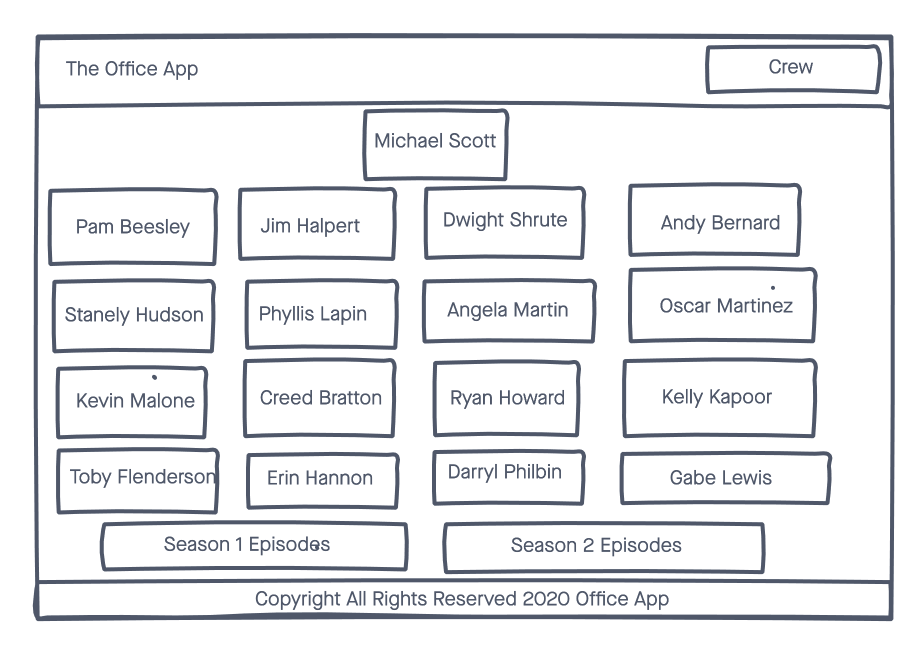 The Office App
Crew
Michael Scott
Pam Beesley
Jim Halpert
Dwight Shrute
Andy Bernard
Stanely Hudson
Phyllis Lapin
Angela Martin
Oscar Martinez
Kevin Malone
Creed Bratton
Ryan Howard
Kelly Kapoor
Toby Flenderson
Erin Hannon
Darryl Philbin
Gabe Lewis
Season 1 Episodes
Season 2 Episodes
Copyright All Rights Reserved 2020 Office App